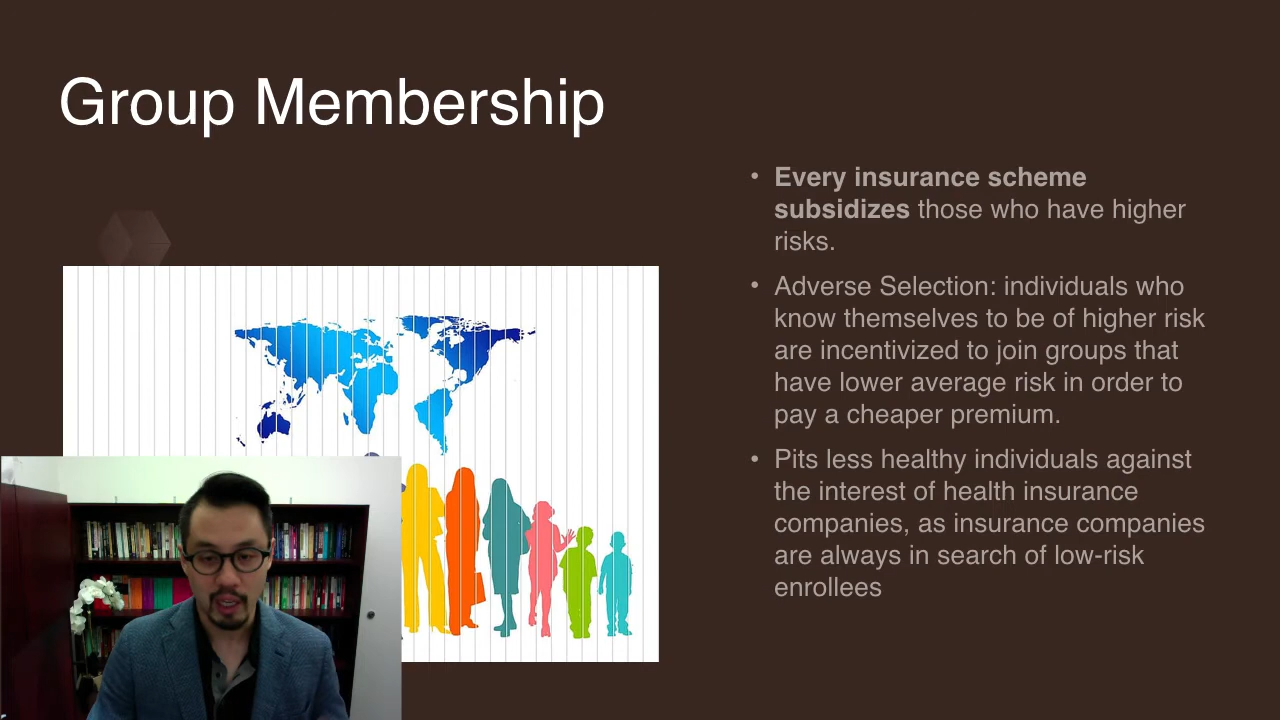 Group Membership
• Every insurance scheme
subsidizes those who have higher
risks.
• Adverse Selection: individuals who
know themselves to be of higher risk
are incentivized to join groups that
have lower average risk in order to
pay a cheaper premium.
• Pits less healthy individuals against
the interest of health insurance
companies, as insurance companies
are always in search of low-risk
enrollees